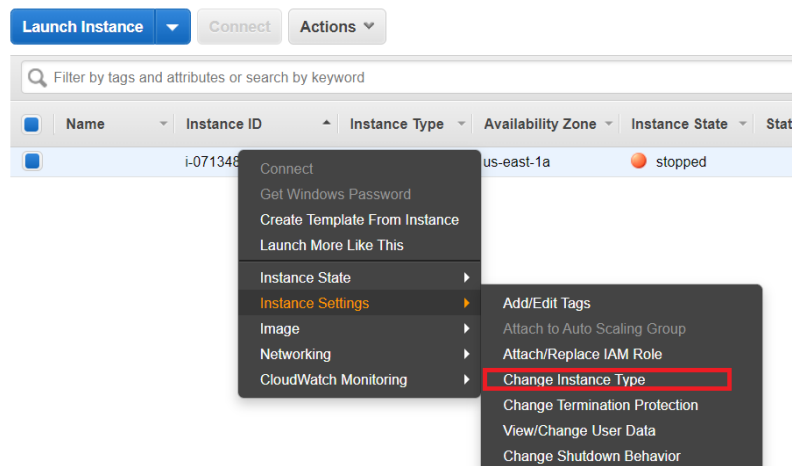 Launch Instance Connect Actions
Filter by tags and attributes or search by keyword
Name Instance ID Instance Type Availability Zone Instance State
i-071348 us-east-1a stopped
Connect
Get Windows Password
Create Template From Instance
Launch More Like This
Instance State
Instance Settings Add/Edit Tags
Image Attach to Auto Scaling Group
Networking Attach/Replace IAM Role
CloudWatch Monitoring Change Instance Type
Change Termination Protection
View/Change User Data
Change Shutdown Behavior